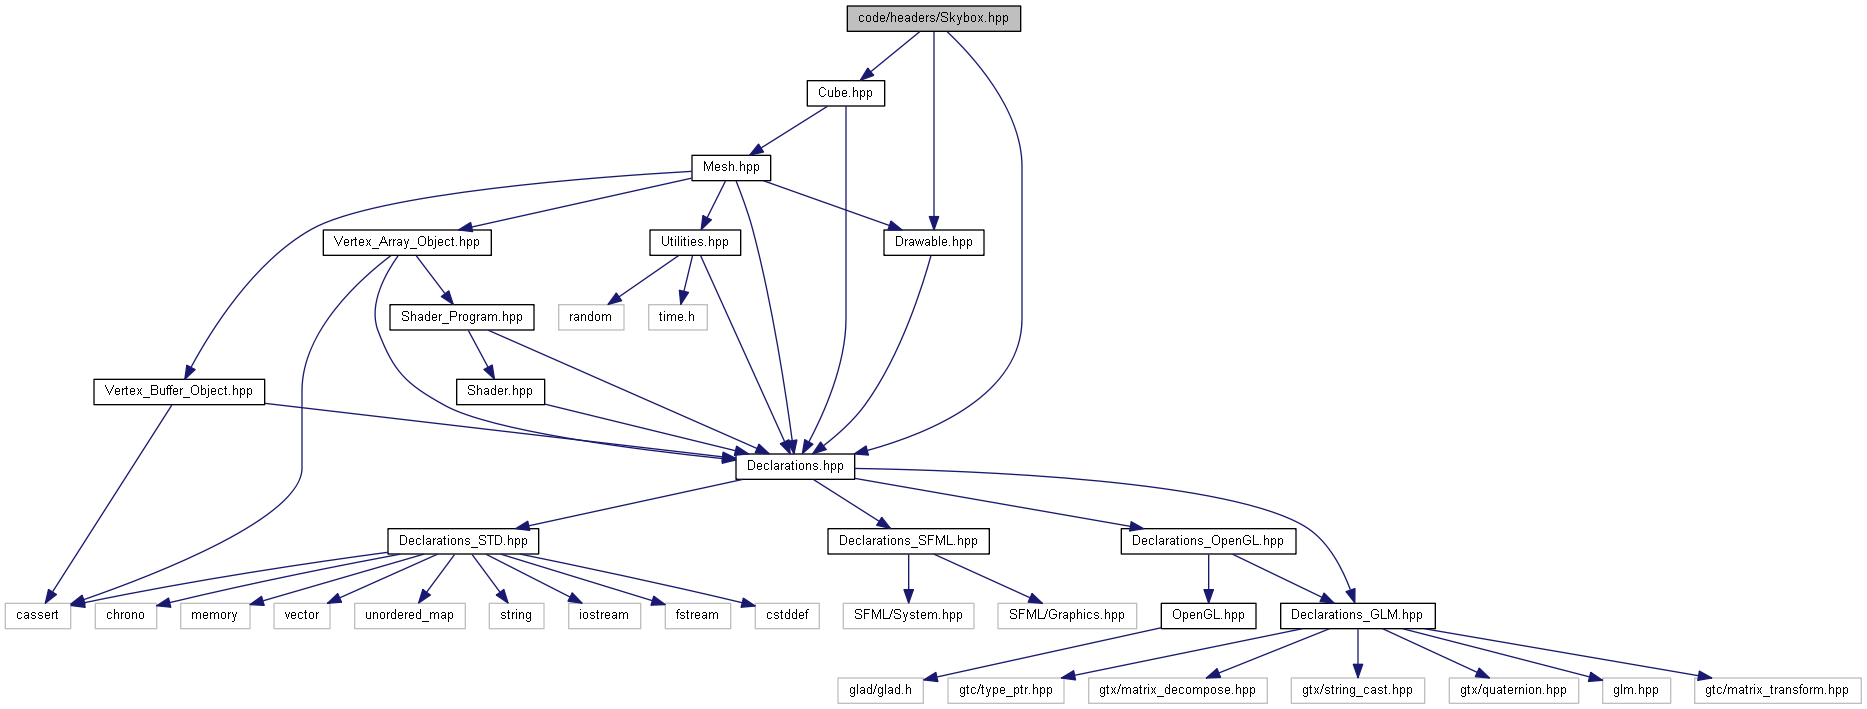 code/headers/Skybox.hpp
Cube.hpp
Mesh.hpp
Vertex_Array_Object.hpp
Utilities.hpp
Drawable.hpp
Shader_Program.hpp
random
time.h
Vertex_Buffer_Object.hpp
Shader.hpp
Declarations.hpp
Declarations_STD.hpp
Declarations_SFML.hpp
Declarations_OpenGL.hpp
cassert
chrono
memory
vector
unordered_map
string
iostream
fstream
cstddef
SFML/System.hpp
SFML/Graphics.hpp
OpenGL.hpp
Declarations_GLM.hpp
glad/glad.h
gtc/type_ptr.hpp
gtx/matrix_decompose.hpp
gtx/string_cast.hpp
gtx/quaternion.hpp
glm.hpp
gtc/matrix_transform.hpp